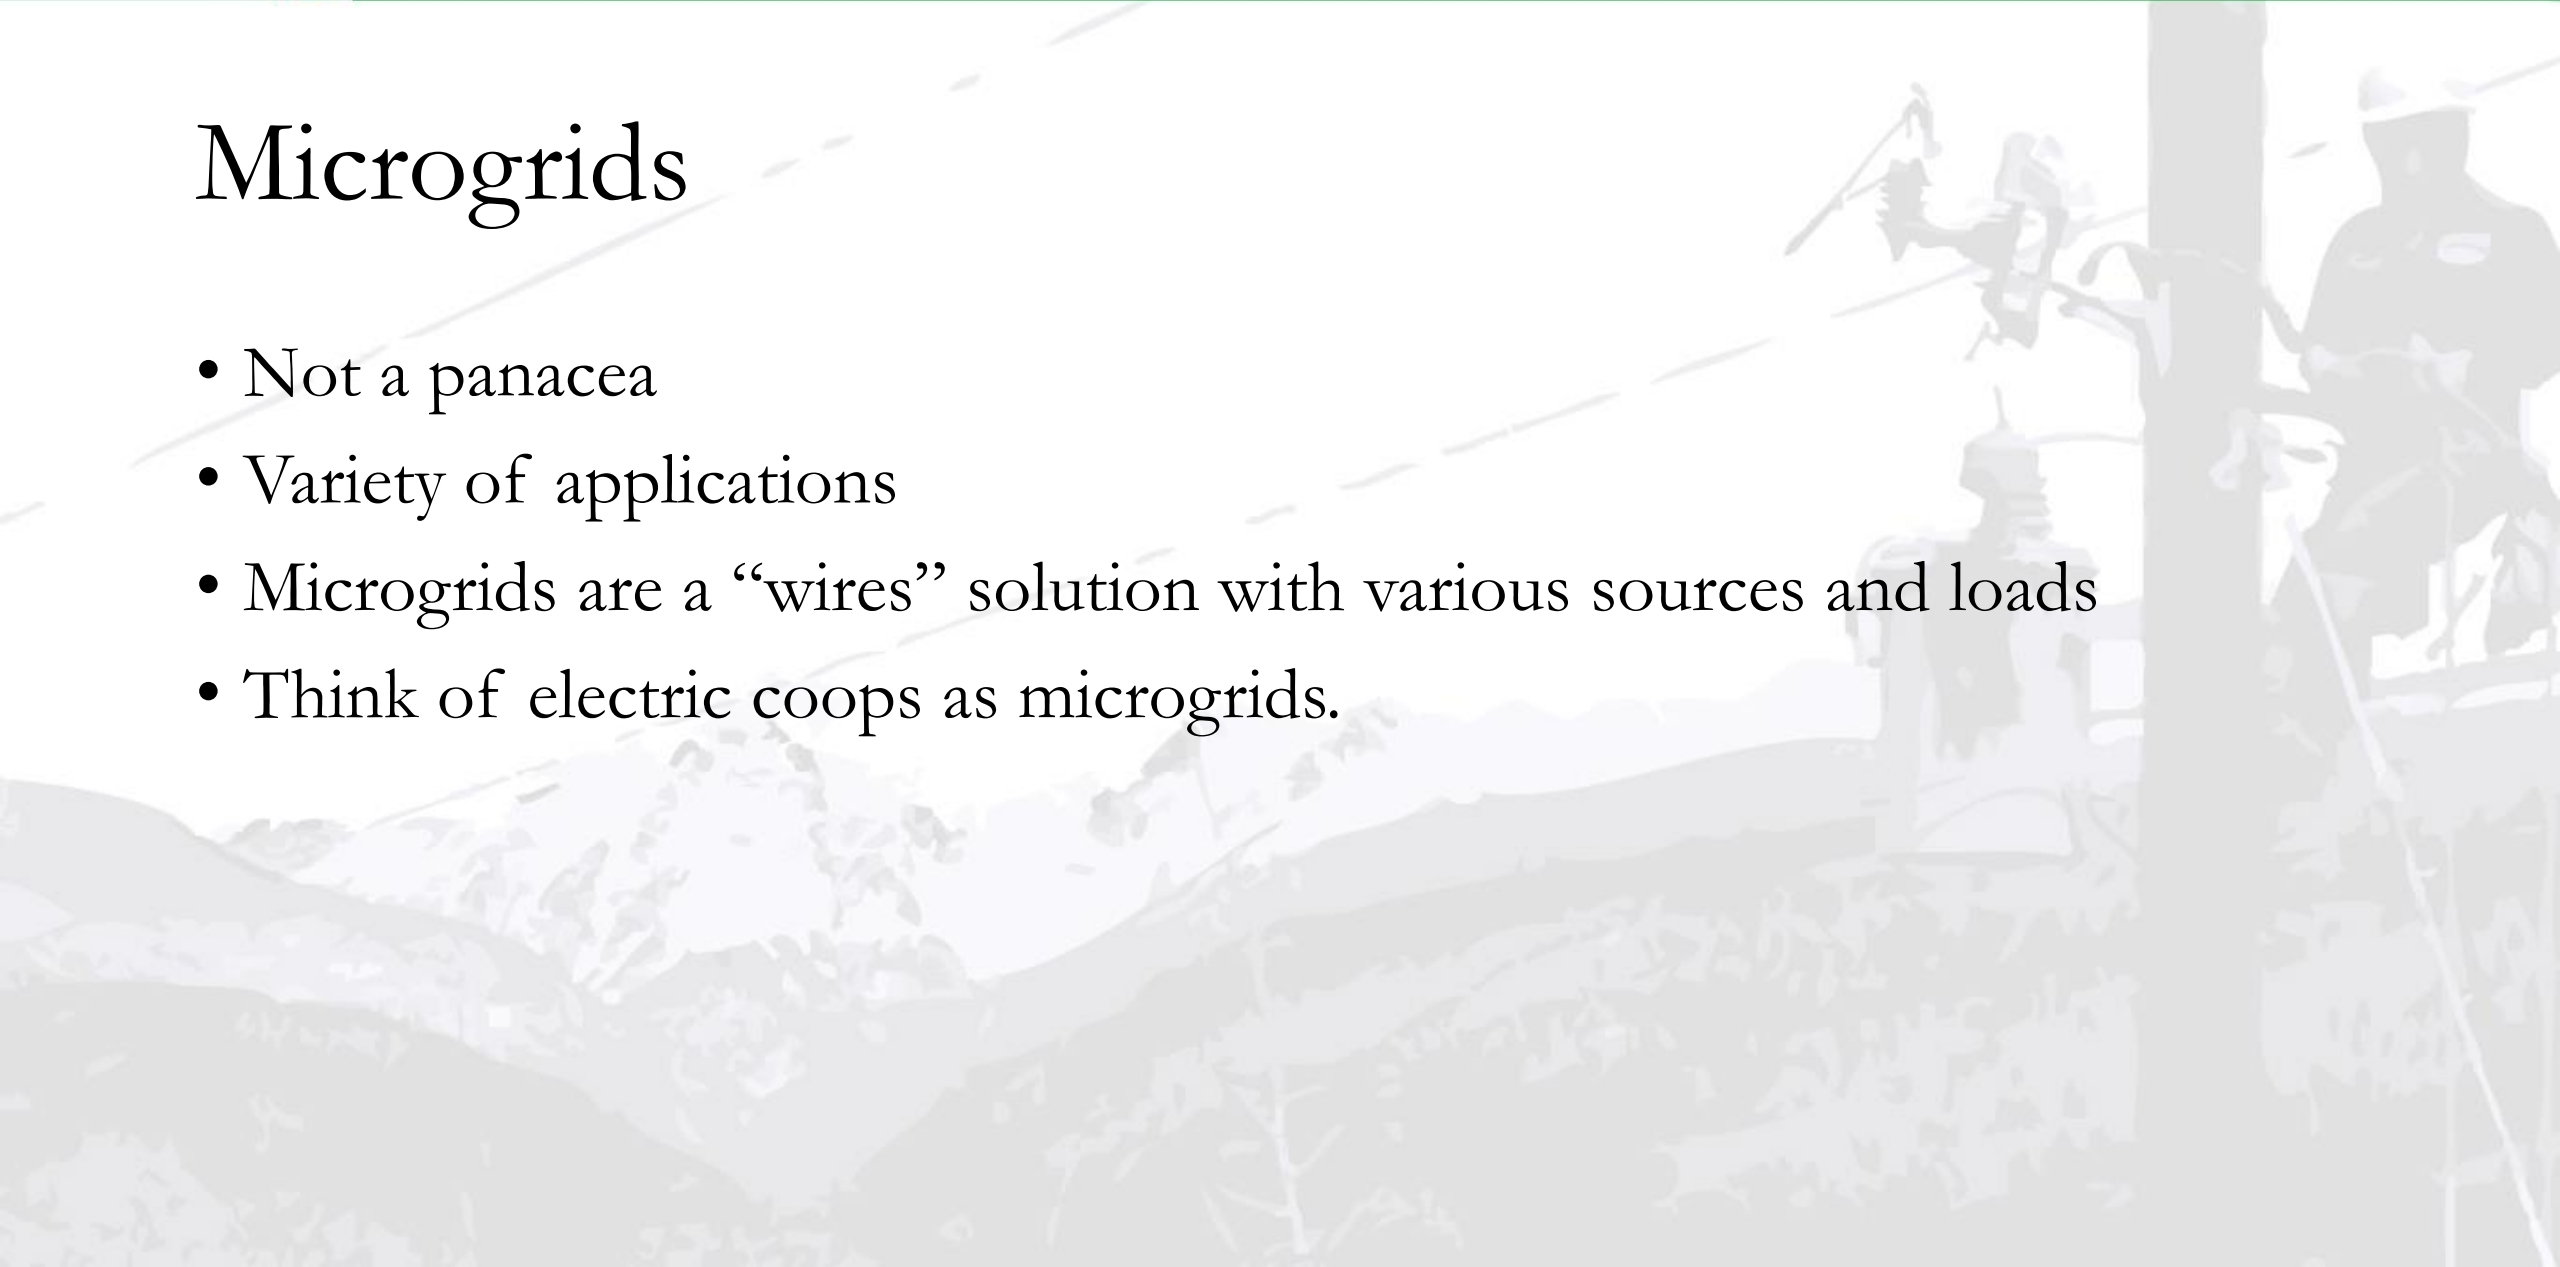 Microgrids
• Not a panacea
• Variety of applications
• Microgrids are a “wires” solution with various sources and loads
• Think of electric coops as microgrids.